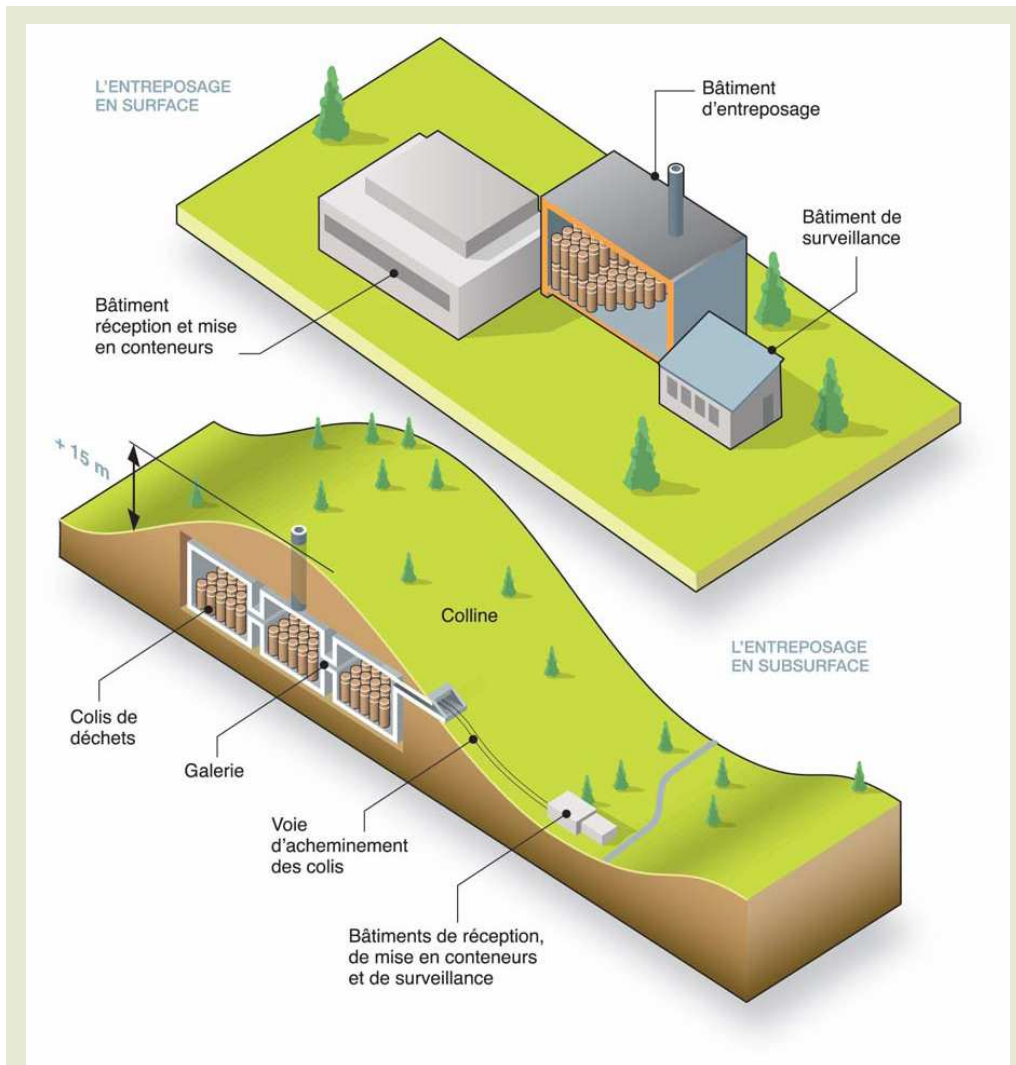 L'ENTREPOSAGE
EN SURFACE
Bâtiment
d'entreposage
Bâtiment de
surveillance
Bâtiment
réception et mise
en conteneurs
+ 15 m
Colline
L'ENTREPOSAGE
EN SUBSURFACE
Colis de
déchets
Galerie
Voie
d'acheminement
des colis
Bâtiments de réception,
de mise en conteneurs
et de surveillance